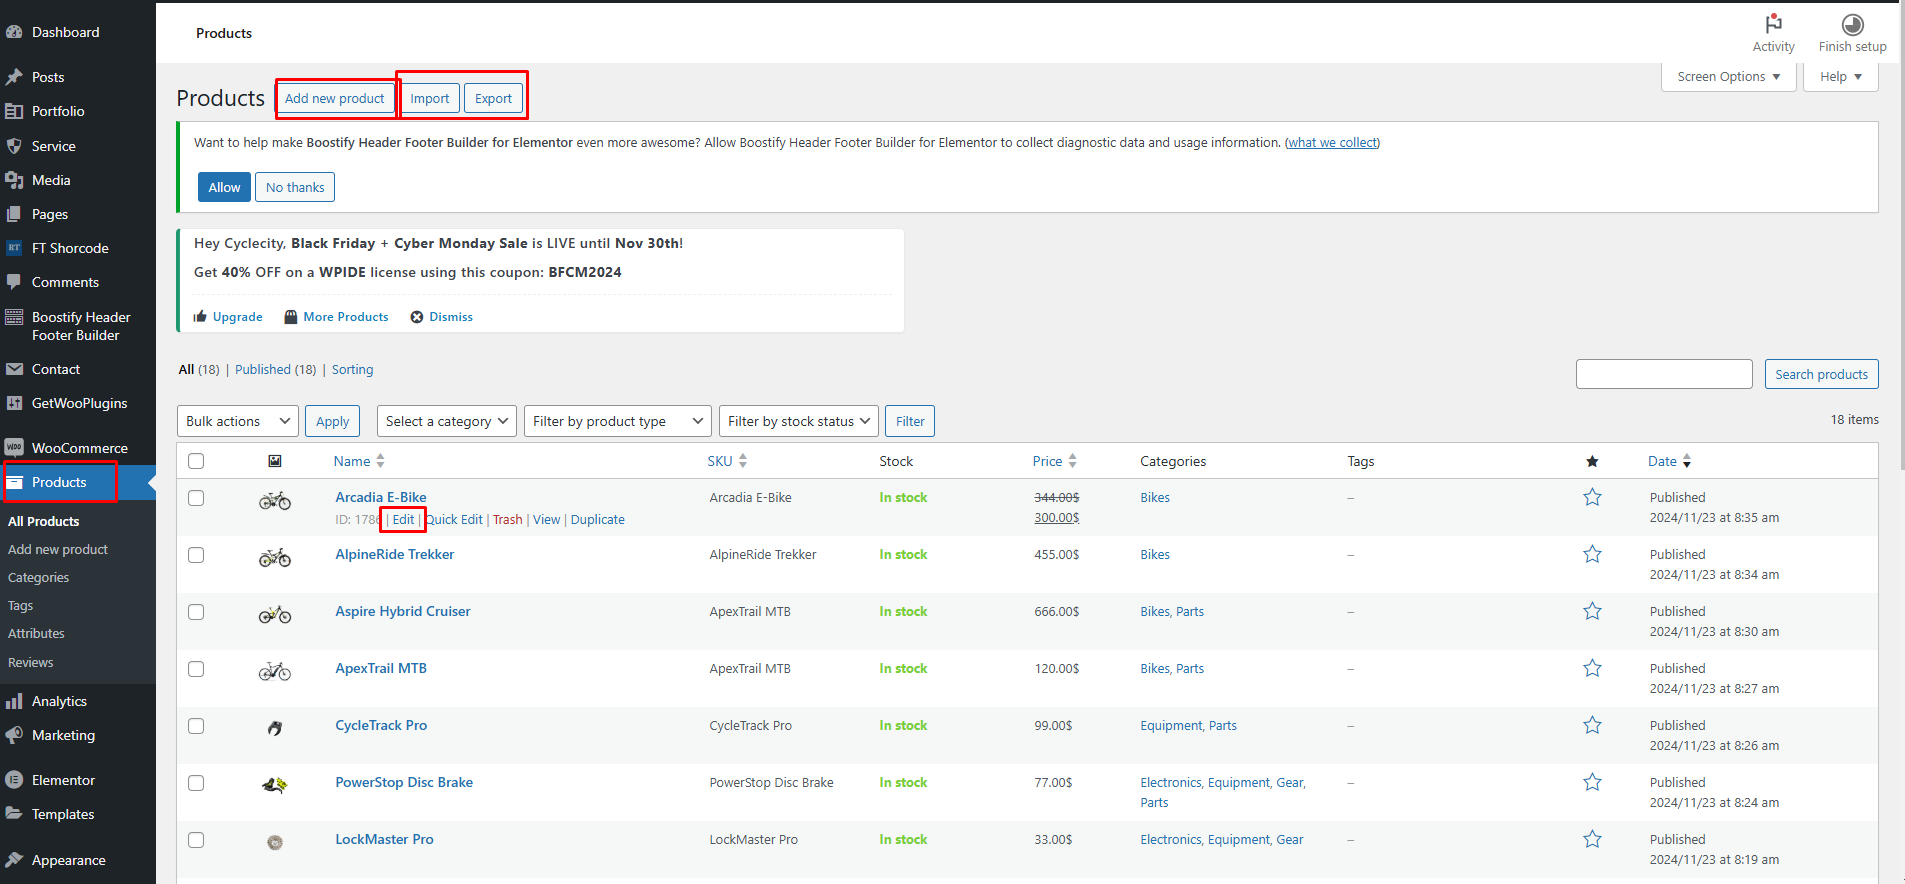 Dashboard
Posts
Portfolio
Service
Media
Pages
RT FT Shorcode
Comments
Boostify Header
Footer Builder
Contact
GetWooPlugins
WooCommerce
Products
All Products
Add new product
Categories
Tags
Attributes
Reviews
Analytics
Marketing
Elementor
Templates
Appearance
Products
Activity
Finish setup
Screen Options
Help
Products Add new product Import Export
Want to help make Boostify Header Footer Builder for Elementor even more awesome? Allow Boostify Header Footer Builder for Elementor to collect diagnostic data and usage information. (what we collect)
Allow No thanks
Hey Cyclecity, Black Friday + Cyber Monday Sale is LIVE until Nov 30th!
Get 40% OFF on a WPIDE license using this coupon: BFCM2024
Upgrade More Products Dismiss
All (18) | Published (18) | Sorting
Search products
Bulk actions Apply Select a category Filter by product type Filter by stock status Filter 18 items
Name SKU Stock Price Categories Tags Date
Arcadia E-Bike Arcadia E-Bike In stock 344.00$ Bikes – Published
ID: 1786 | Edit | Quick Edit | Trash | View | Duplicate 300.00$ 2024/11/23 at 8:35 am
AlpineRide Trekker AlpineRide Trekker In stock 455.00$ Bikes – Published
2024/11/23 at 8:34 am
Aspire Hybrid Cruiser ApexTrail MTB In stock 666.00$ Bikes, Parts – Published
2024/11/23 at 8:30 am
ApexTrail MTB ApexTrail MTB In stock 120.00$ Bikes, Parts – Published
2024/11/23 at 8:27 am
CycleTrack Pro CycleTrack Pro In stock 99.00$ Equipment, Parts – Published
2024/11/23 at 8:26 am
PowerStop Disc Brake PowerStop Disc Brake In stock 77.00$ Electronics, Equipment, Gear, – Published
Parts 2024/11/23 at 8:24 am
LockMaster Pro LockMaster Pro In stock 33.00$ Electronics, Equipment, Gear – Published
2024/11/23 at 8:19 am